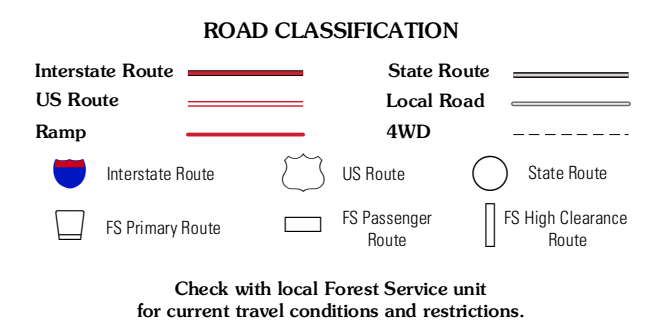 ROAD CLASSIFICATION
Interstate Route
State Route
US Route
Local Road
Ramp
4WD
Interstate Route
US Route
State Route
FS Primary Route
FS Passenger
Route
FS High Clearance
Route
Check with local Forest Service unit
for current travel conditions and restrictions.